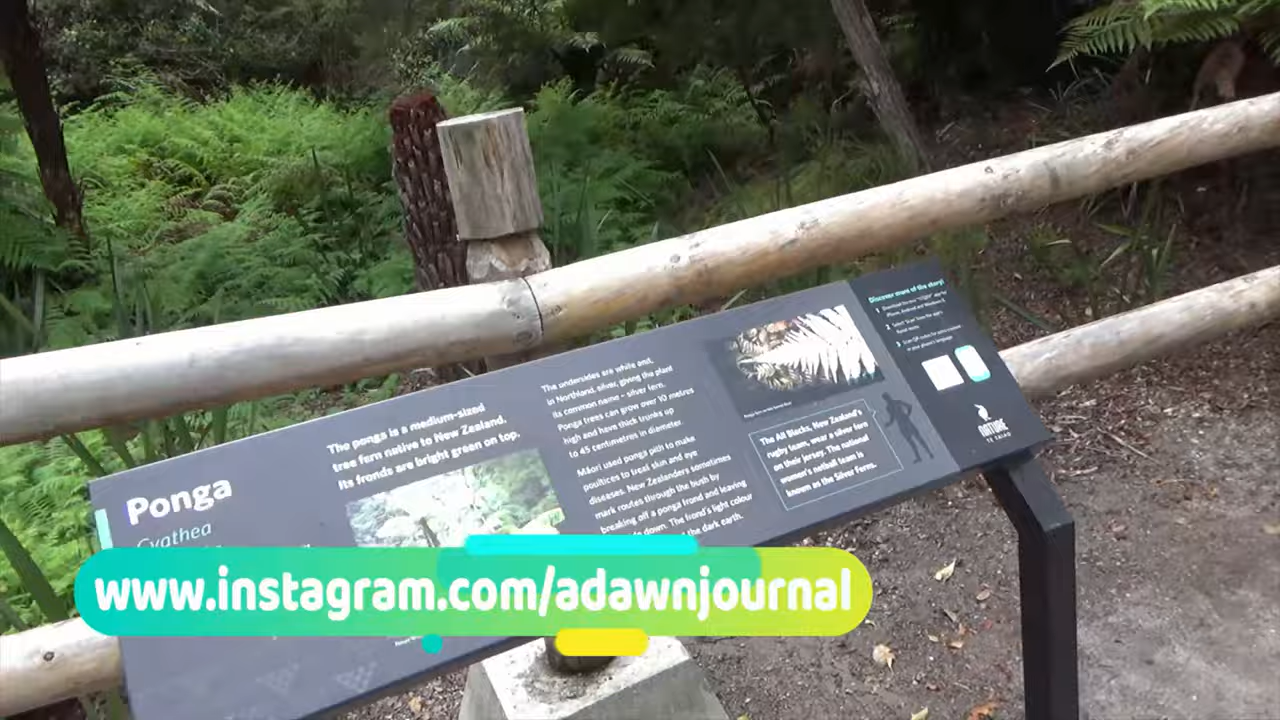 Ponga
Cyathea
The ponga is a medium-sized
tree fern native to New Zealand.
Its fronds are bright green on top.
The undersides are white and,
in Northland, silver, giving the plant
its common name – silver fern.
Ponga trees can grow over 10 metres
high and have thick trunks up
to 45 centimetres in diameter.
Māori used ponga pith to make
poultices to treat skin and eye
diseases. New Zealanders sometimes
mark routes through the bush by
breaking off a ponga frond and leaving
down. The frond's light colour
the dark earth.
The All Blacks, New Zealand's
rugby team, wear a silver fern
on their jersey. The national
women's netball team is
known as the Silver Ferns.
Discover more of the story!
1
2
3
NATURE
www.instagram.com/adawnjournal